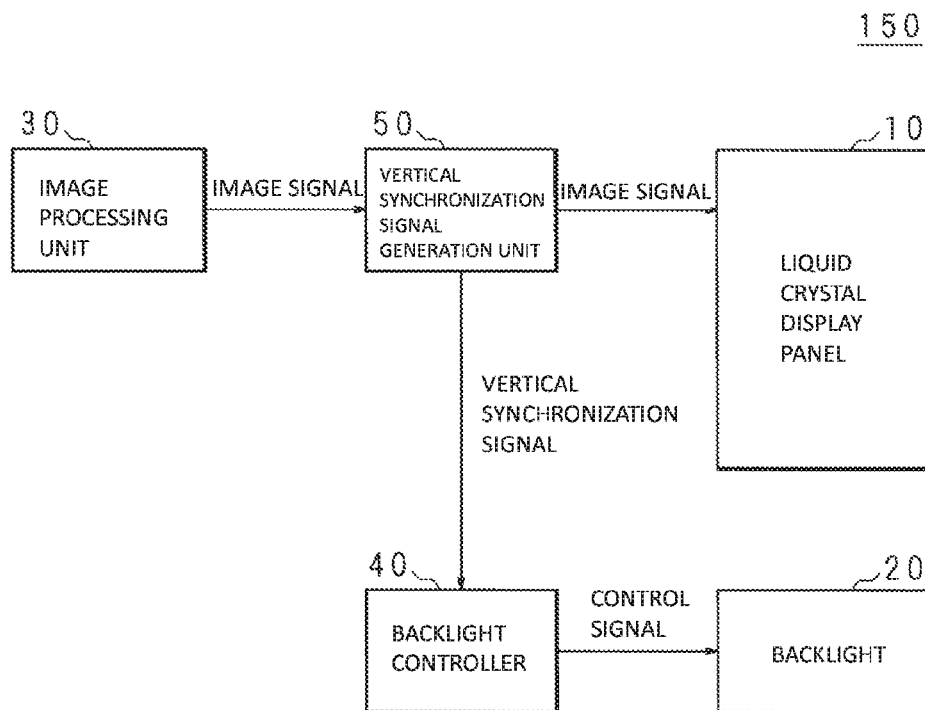 150
30
50
10
IMAGE
PROCESSING
UNIT
IMAGE SIGNAL
VERTICAL
SYNCHRONIZATION
SIGNAL
GENERATION UNIT
IMAGE SIGNAL
LIQUID
CRYSTAL
DISPLAY
PANEL
VERTICAL
SYNCHRONIZATION
SIGNAL
40
20
BACKLIGHT
CONTROLLER
CONTROL
SIGNAL
BACKLIGHT